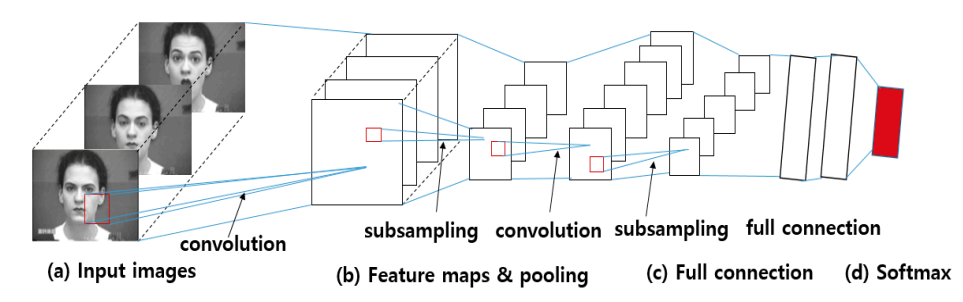 convolution
subsampling
convolution
subsampling
full connection
(a) Input images
(b) Feature maps & pooling
(c) Full connection
(d) Softmax